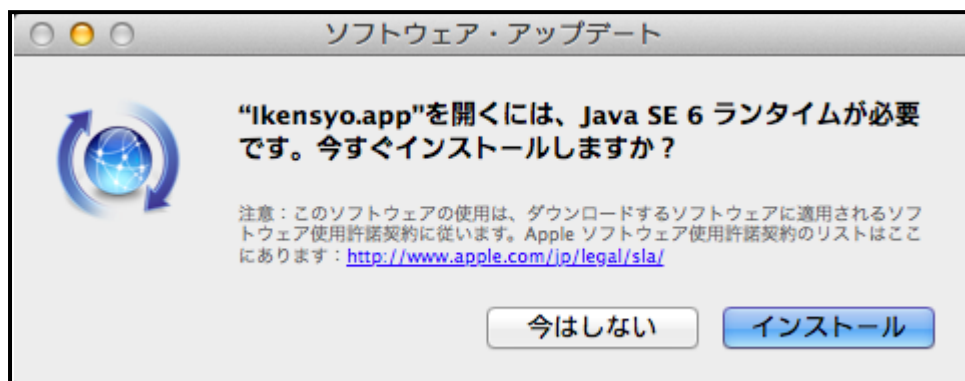 ソフトウェア・アップデート
“Ikensyo.app"を開くには、Java SE 6 ランタイムが必要
です。今すぐインストールしますか？
注意：このソフトウェアの使用は、ダウンロードするソフトウェアに適用されるソフ
トウェア使用許諾契約に従います。Apple ソフトウェア使用許諾契約のリストはここ
にあります：http://www.apple.com/jp/legal/sla/
今はしない
インストール